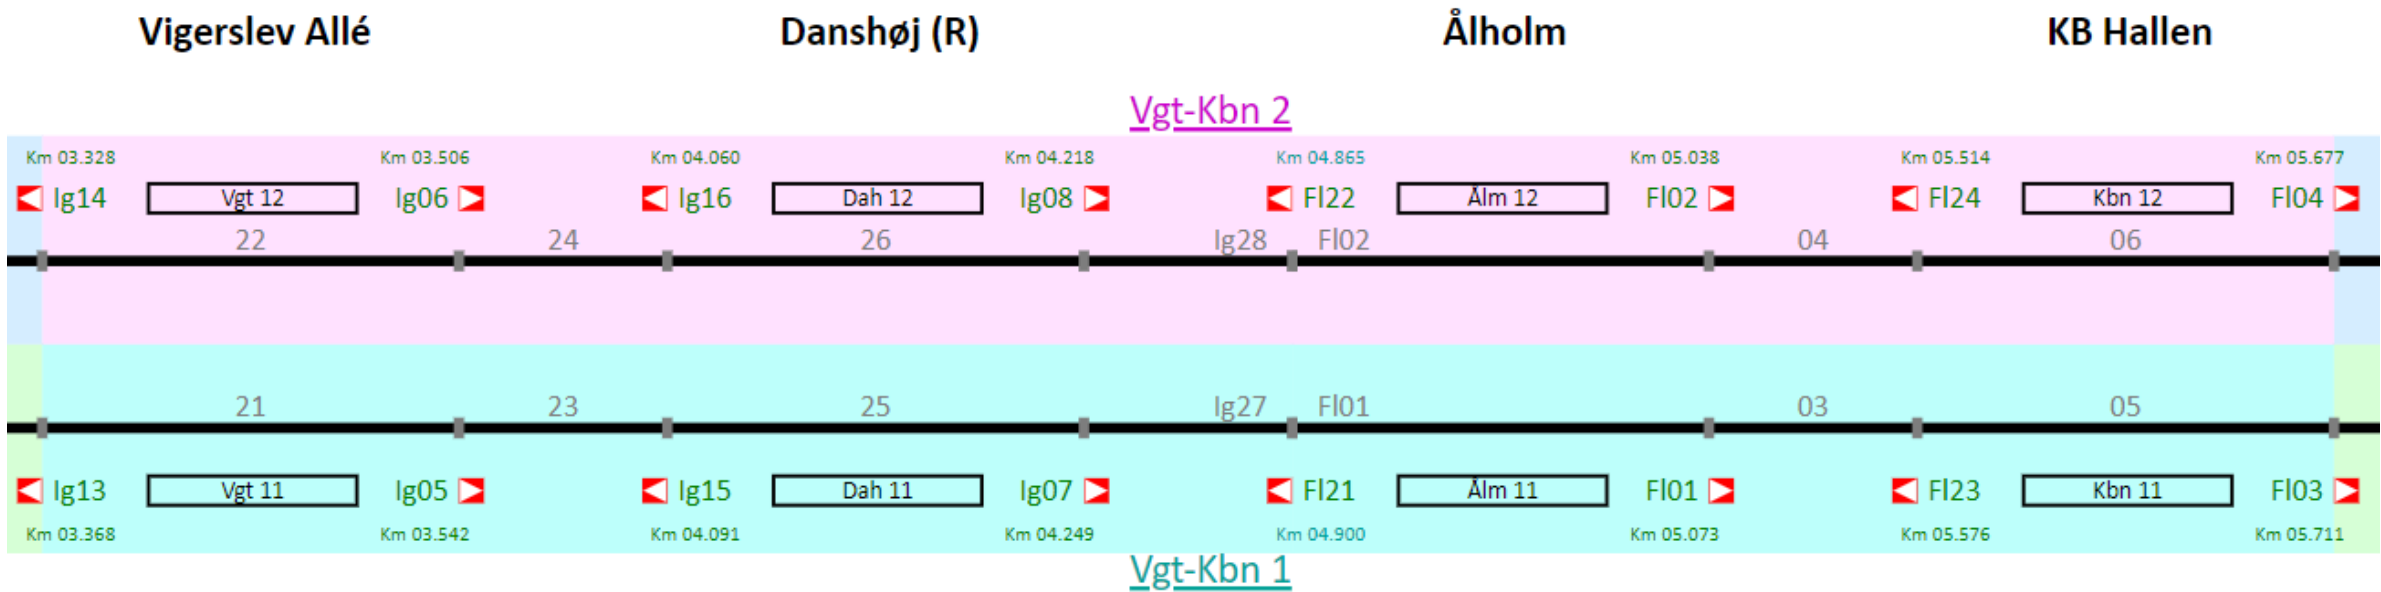 Vigerslev Allé Danshøj (R) Ålholm KB Hallen
Vgt-Kbn 2
Km 03.328 Km 03.506 Km 04.060 Km 04.218 Km 04.865 Km 05.038 Km 05.514 Km 05.677
Ig14 Vgt 12 Ig06 Ig16 Dah 12 Ig08 Fl22 Ålm 12 Fl02 Fl24 Kbn 12 Fl04
22 24 26 Ig28 Fl02 04 06
21 23 25 Ig27 Fl01 03 05
Ig13 Vgt 11 Ig05 Ig15 Dah 11 Ig07 Fl21 Ålm 11 Fl01 Fl23 Kbn 11 Fl03
Km 03.368 Km 03.542 Km 04.091 Km 04.249 Km 04.900 Km 05.073 Km 05.576 Km 05.711
Vgt-Kbn 1